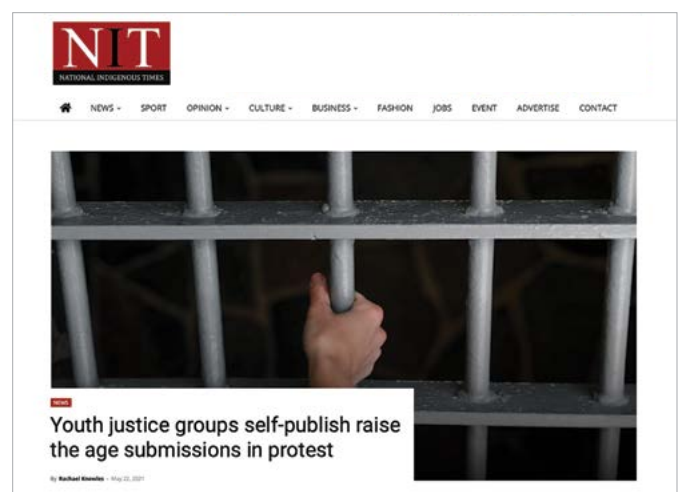 NIT
NATIONAL INDIGENOUS TIMES
NEWS SPORT OPINION CULTURE BUSINESS FASHION JOBS EVENT ADVERTISE CONTACT
NEWS
Youth justice groups self-publish raise
the age submissions in protest
By Rachael Knowles - May 22, 2021